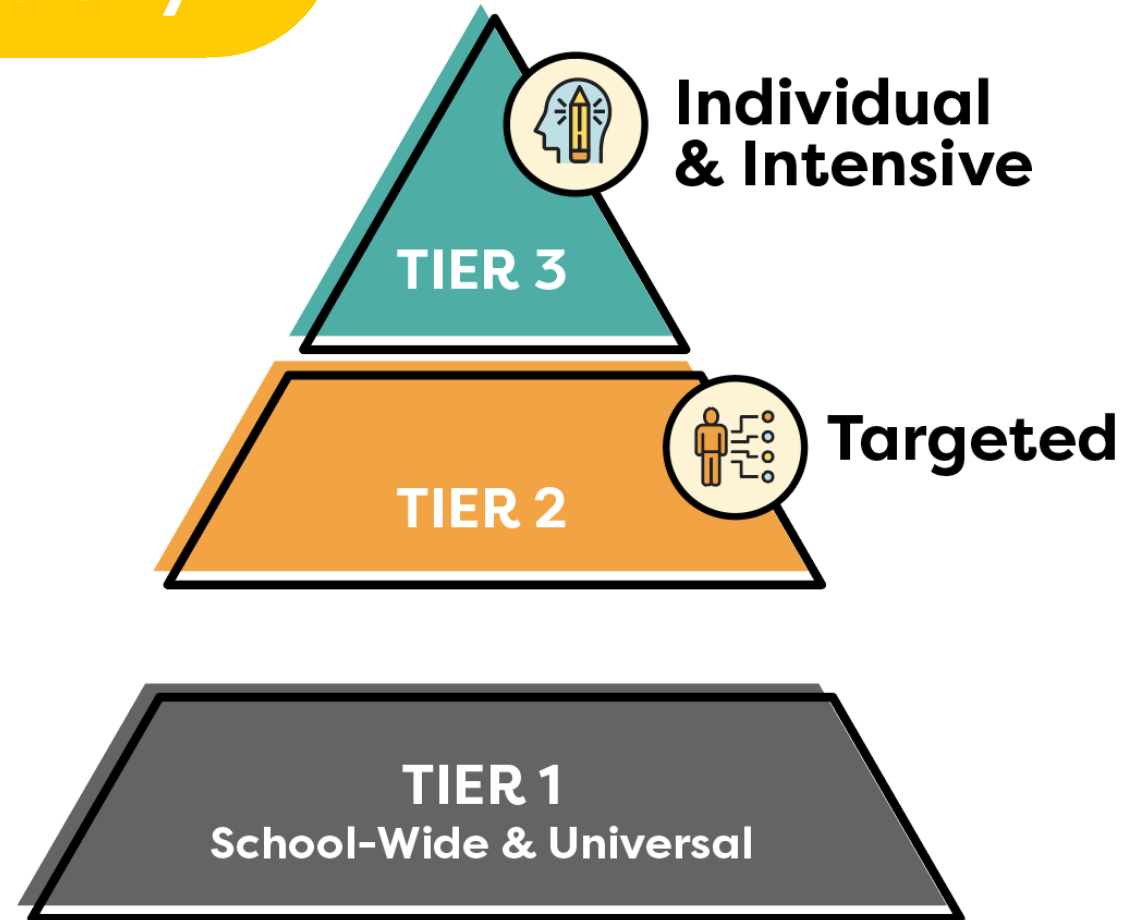 Individual
& Intensive
TIER 3
Targeted
TIER 2
TIER 1
School-Wide & Universal